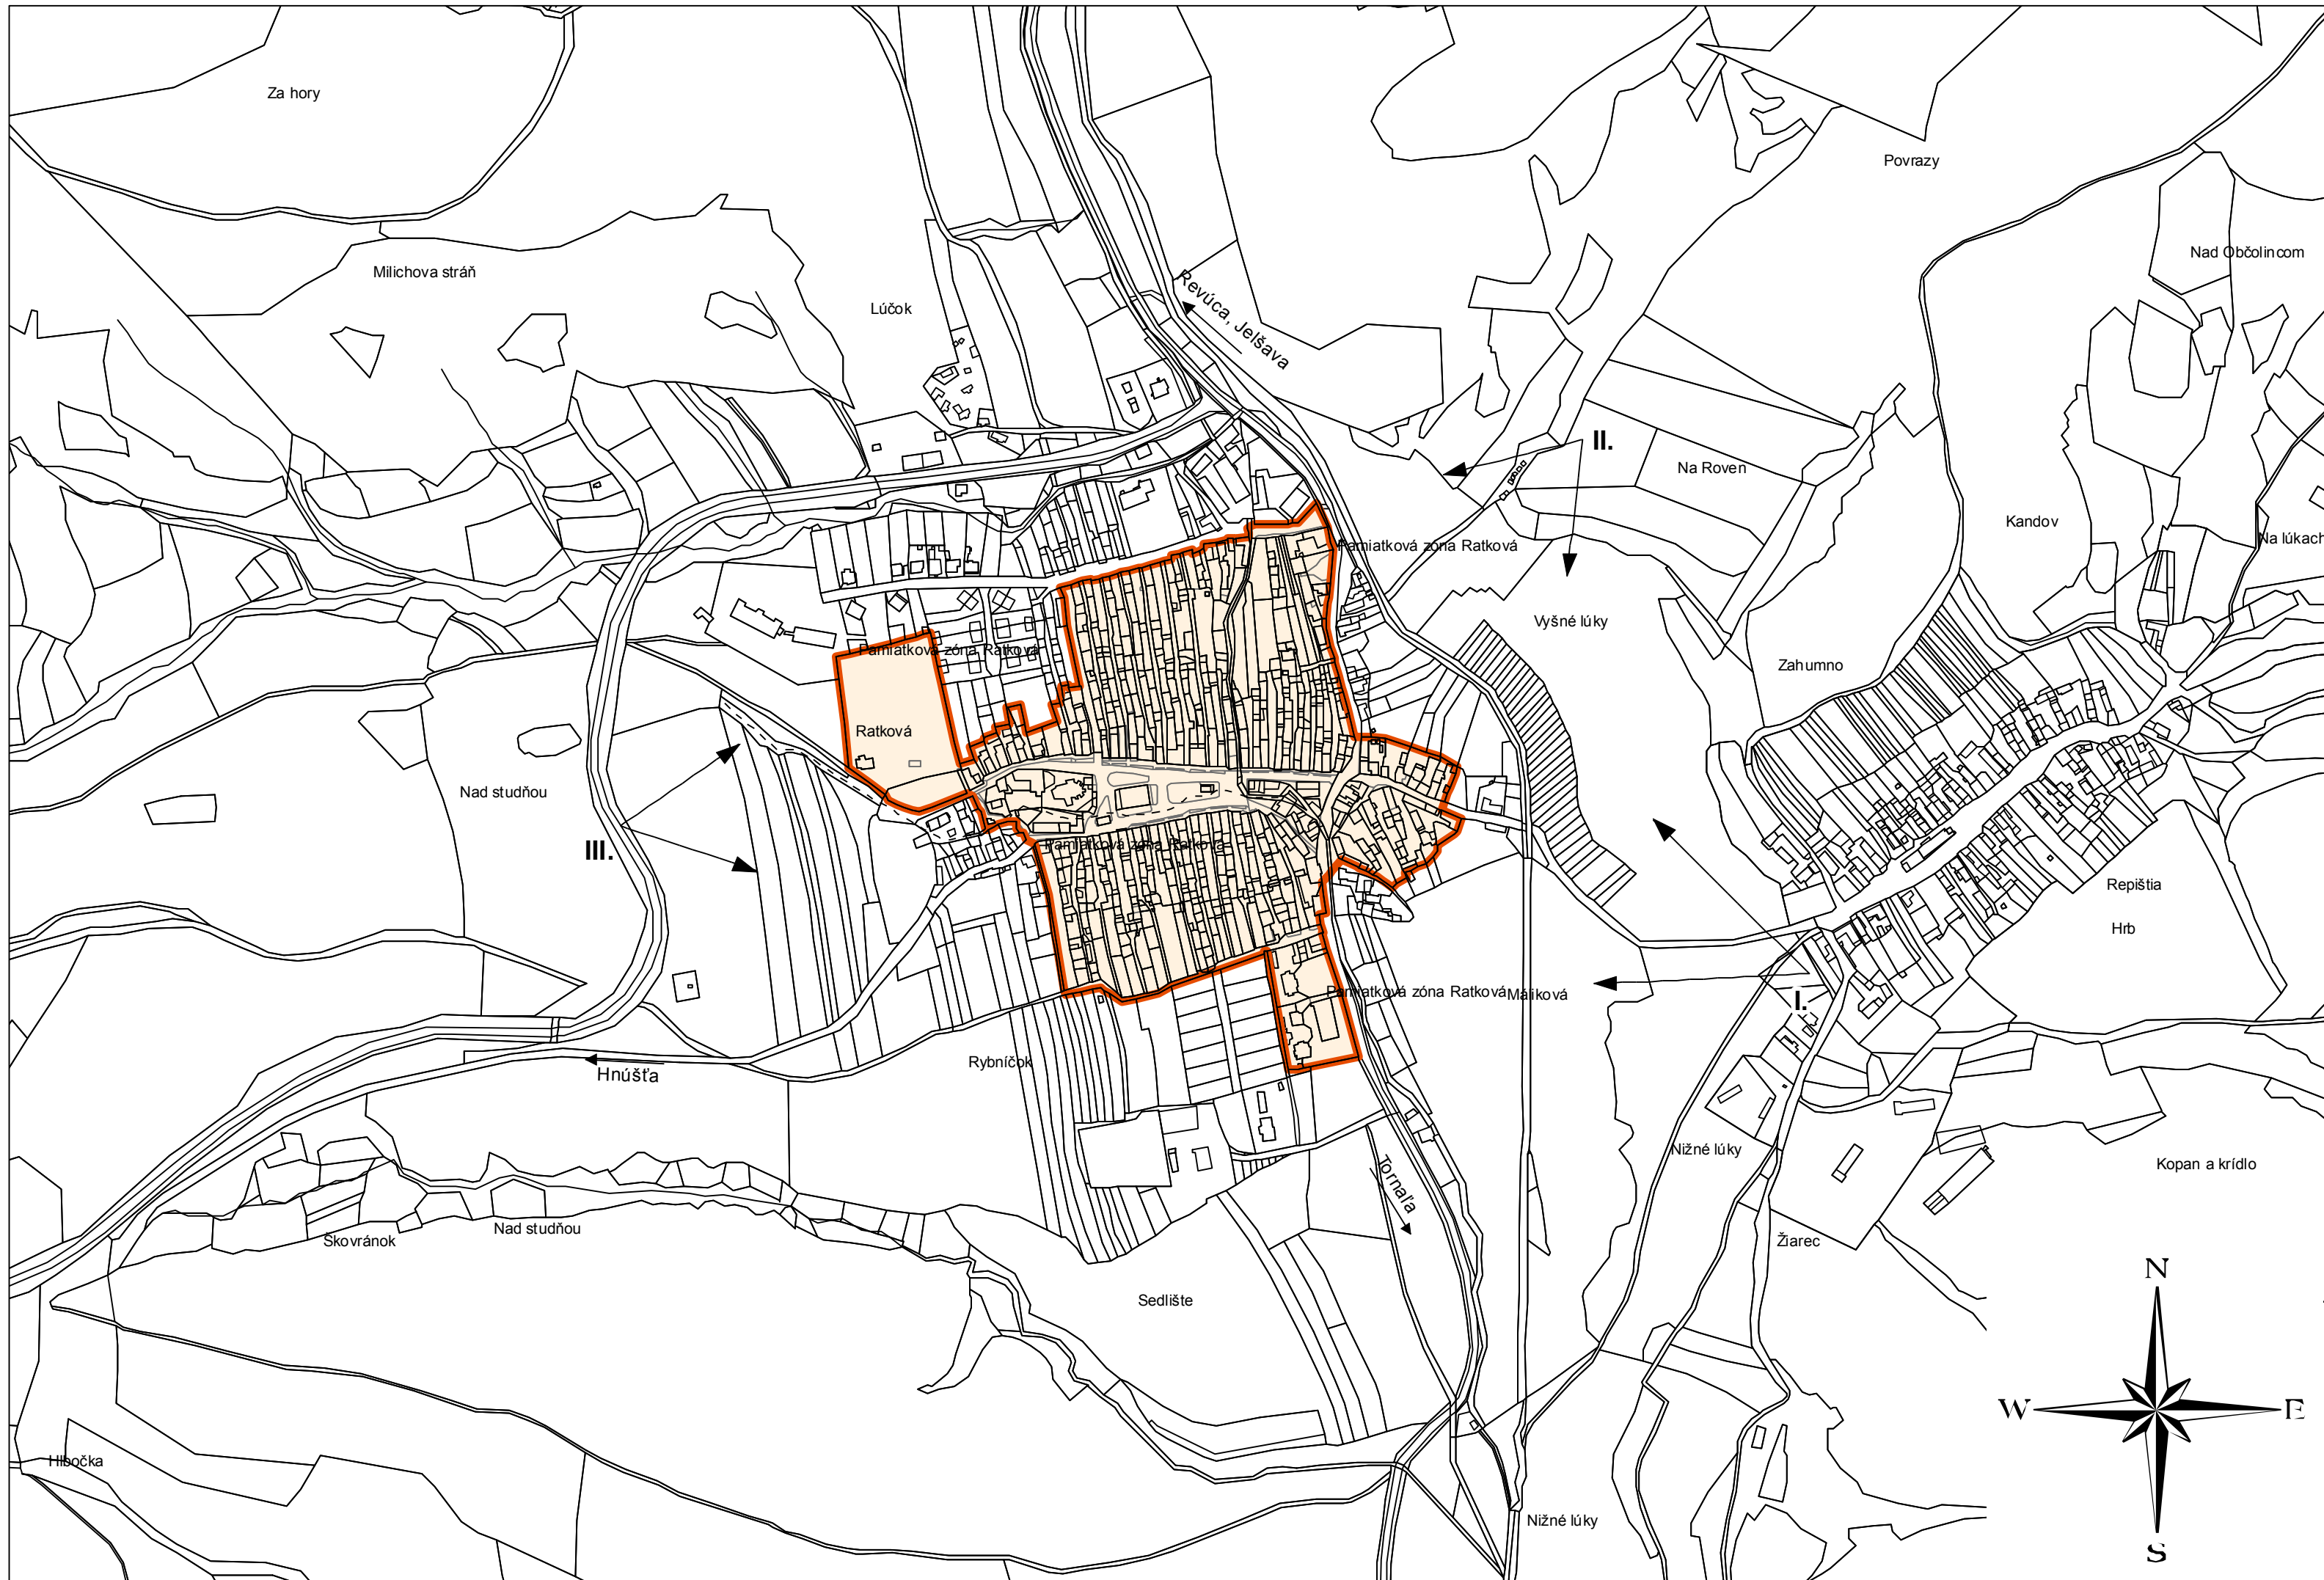 Za hory
Povrazy
Nad Občolincom
Milichova stráň
Lúčok
Revúca, Jelšava
II.
Na Roven
Kandov
Na lúkach
Pamiatková zóna Ratková
Vyšné lúky
Pamiatková zóna Ratková
Zahumno
Ratková
Nad studňou
III.
Pamiatková zóna Ratková
Repištia
Hrb
Pamiatková zóna Ratková
Máliková
I.
Rybníčok
Hnúšťa
Nižné lúky
Kopan a krídlo
Tornaľa
Nad studňou
Skovránok
Žiarec
N
Sedlište
W
E
Hlbočka
Nižné lúky
S